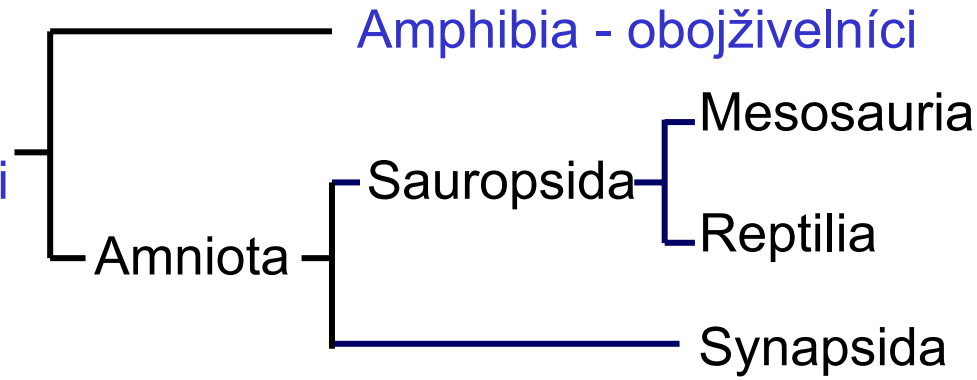 Amphibia - obojživelníci
Mesosauria
i
Sauropsida
Reptilia
Amniota
Synapsida